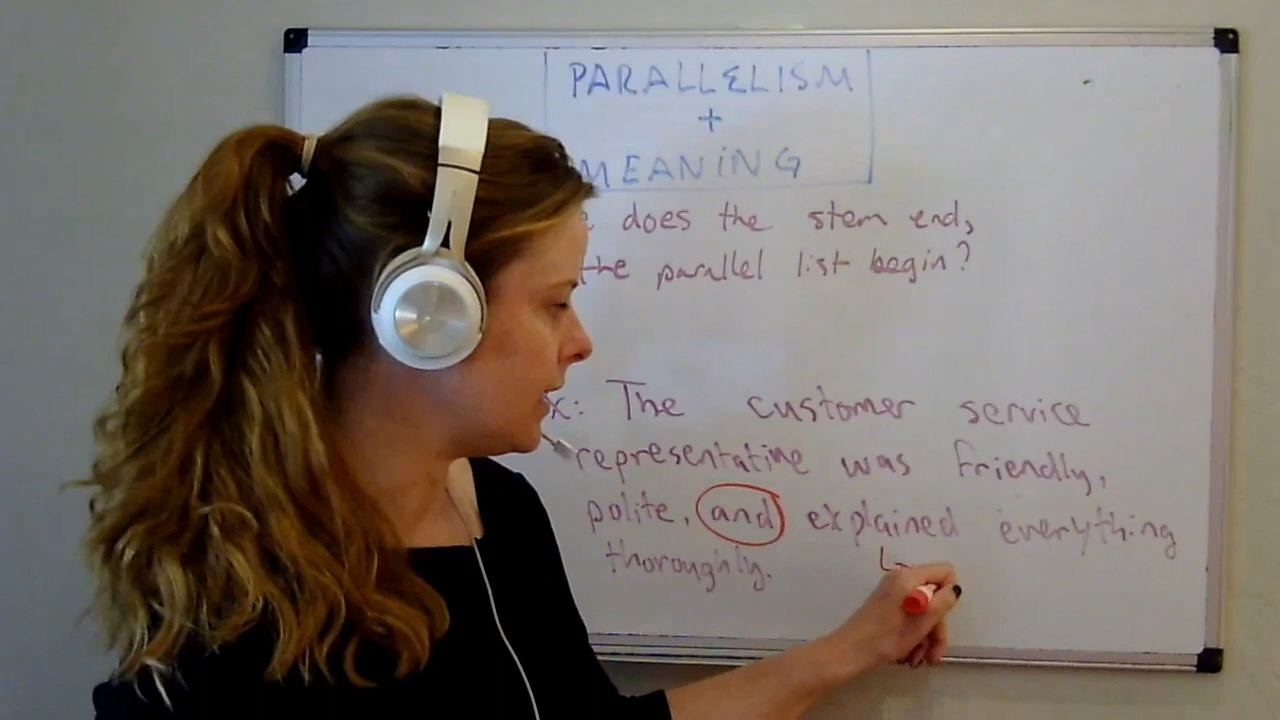 PARALLELISM
+
MEANING
does the stem end,
the parallel list begin?
x: The customer service
representative was friendly,
polite, and explained everything
thoroughly.